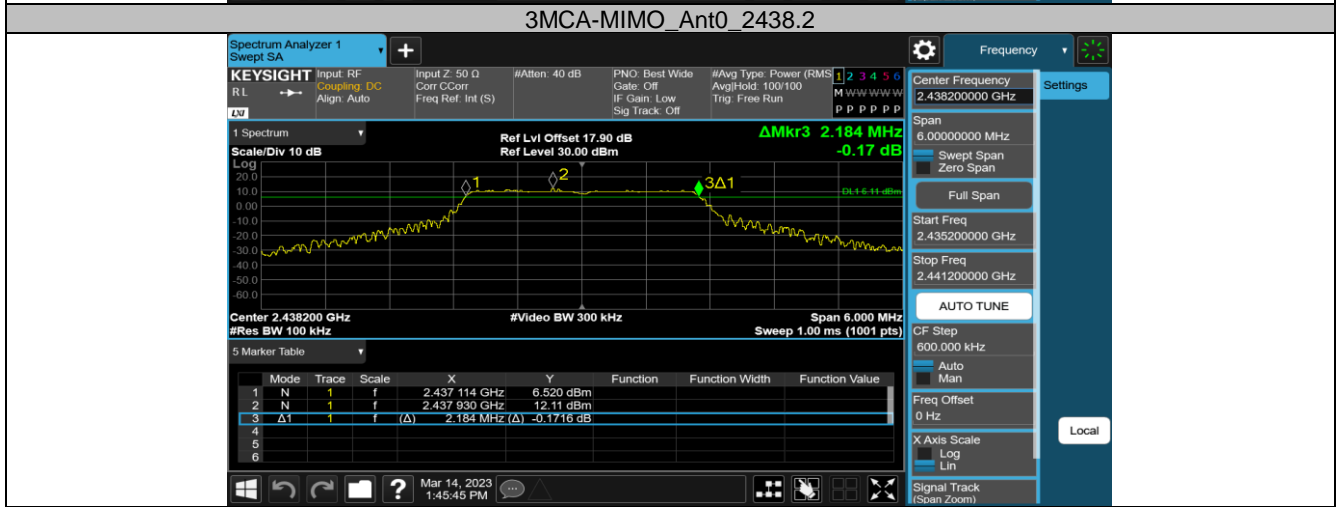 3MCA-MIMO_Ant0_2438.2
Spectrum Analyzer 1
Swept SA
+
Frequency
KEYSIGHT
RL
LXI
Input: RF
Coupling: DC
Align: Auto
Input Z: 50 Ω
Corr CCorr
Freq Ref: Int (S)
#Atten: 40 dB
PNO: Best Wide
Gate: Off
IF Gain: Low
Sig Track: Off
#Avg Type: Power (RMS
Avg|Hold: 100/100
Trig: Free Run
1 2 3 4 5 6
M W W W W W
P P P P P P
1 Spectrum
Scale/Div 10 dB
Ref Lvl Offset 17.90 dB
Ref Level 30.00 dBm
ΔMkr3 2.184 MHz
-0.17 dB
Log
20.0
10.0
0.00
-10.0
-20.0
-30.0
-40.0
-50.0
-60.0
1
2
3Δ1
DL1 6.11 dBm
Center 2.438200 GHz
#Res BW 100 kHz
#Video BW 300 kHz
Span 6.000 MHz
Sweep 1.00 ms (1001 pts)
5 Marker Table
Mode Trace Scale X Y Function Function Width Function Value
1 N 1 f 2.437 114 GHz 6.520 dBm
2 N 1 f 2.437 930 GHz 12.11 dBm
3 Δ1 1 f (Δ) 2.184 MHz (Δ) -0.1716 dB
4
5
6
Mar 14, 2023
1:45:45 PM
?
Center Frequency
2.438200000 GHz
Settings
Span
6.00000000 MHz
Swept Span
Zero Span
Full Span
Start Freq
2.435200000 GHz
Stop Freq
2.441200000 GHz
AUTO TUNE
CF Step
600.000 kHz
Auto
Man
Freq Offset
0 Hz
X Axis Scale
Log
Lin
Signal Track
(Span Zoom)
Local